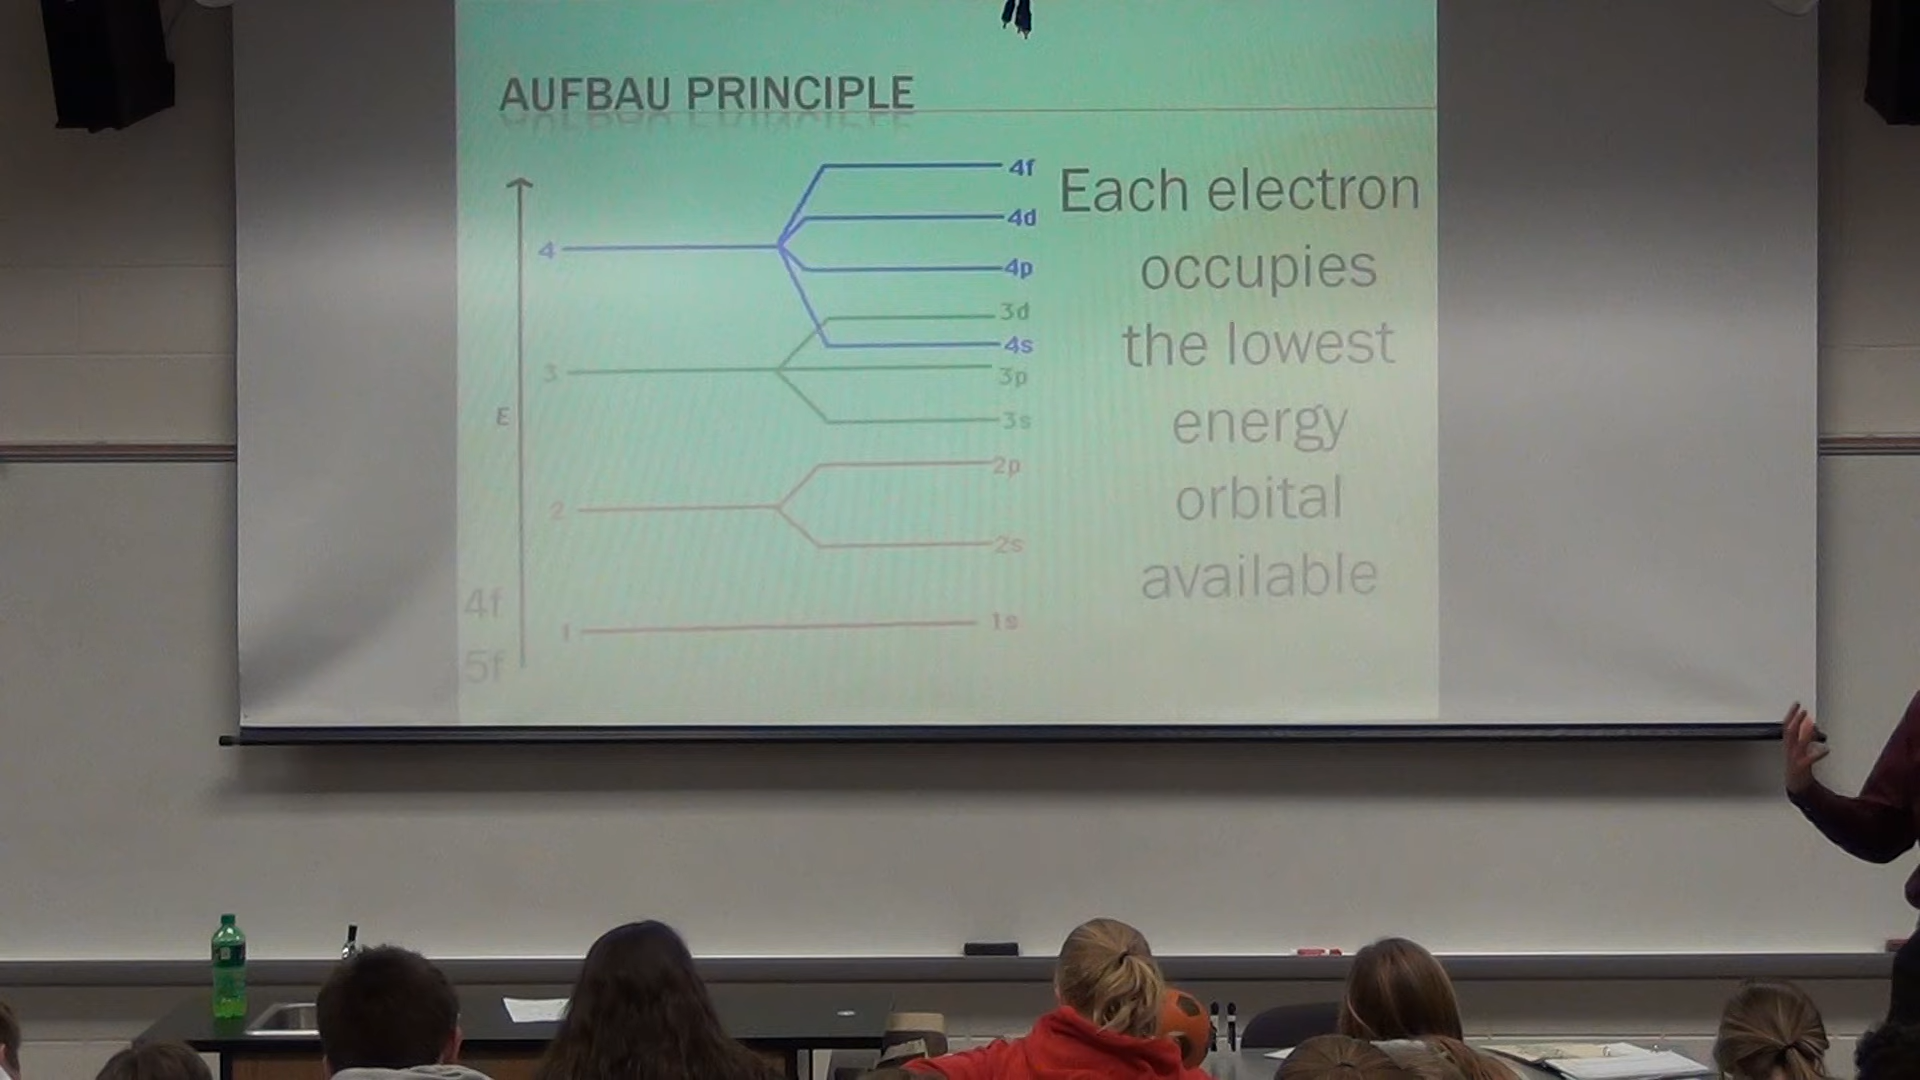 AUFBAU PRINCIPLE
4f
4d
4
4p
3d
4s
3
3p
E
3s
2p
2
2s
4f
1
1s
5f
Each electron
occupies
the lowest
energy
orbital
available